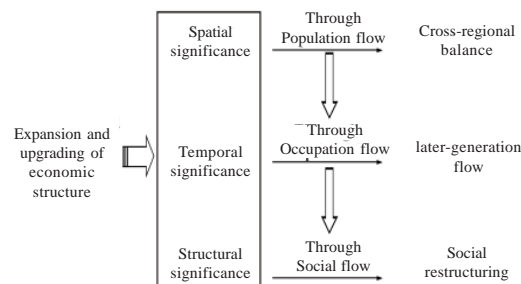 Spatial
significance
Through
Population flow
Cross-regional
balance
Expansion and
upgrading of
economic
structure
Temporal
significance
Through
Occupation flow
later-generation
flow
Structural
significance
Through
Social flow
Social
restructuring